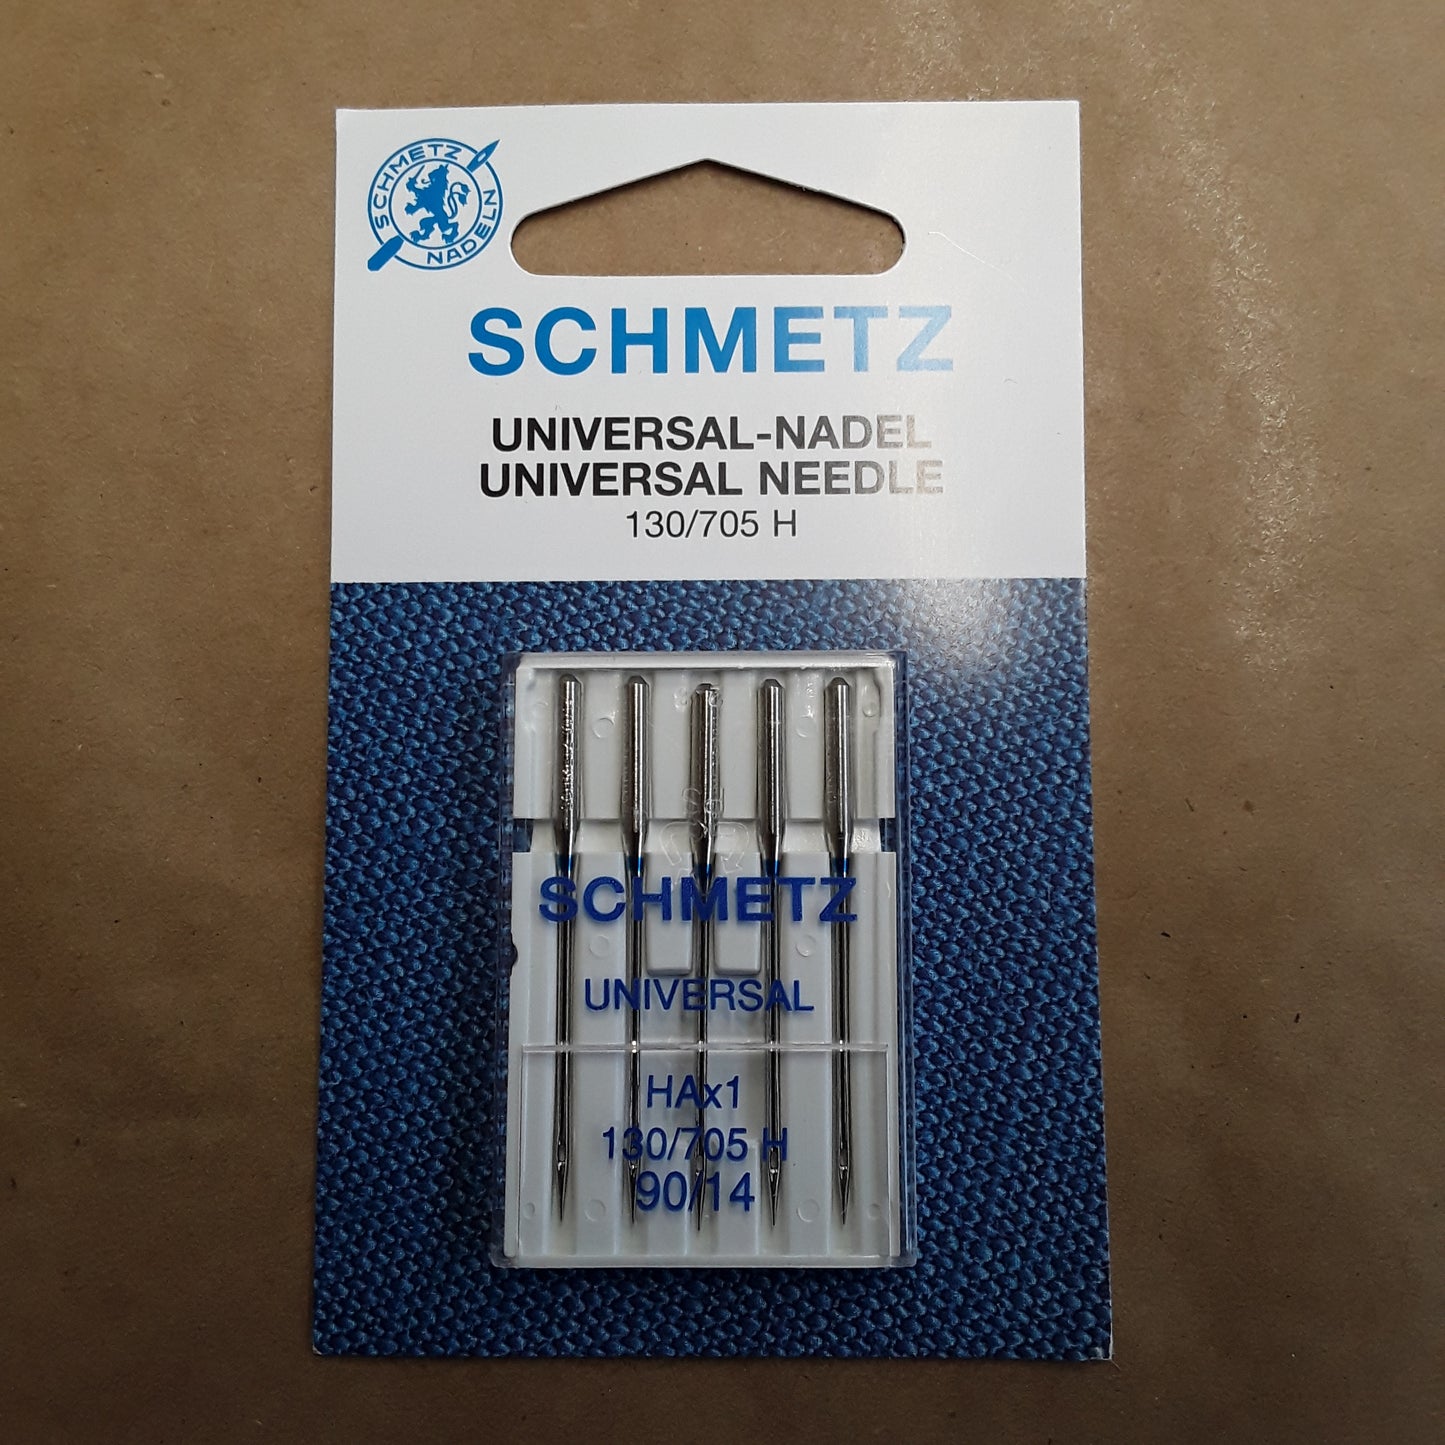 SCHMETZ
NADELN
SCHMETZ
UNIVERSAL-NADEL
UNIVERSAL NEEDLE
130/705 H
SCHMETZ
UNIVERSAL
HAx1
130/705 H
90/14